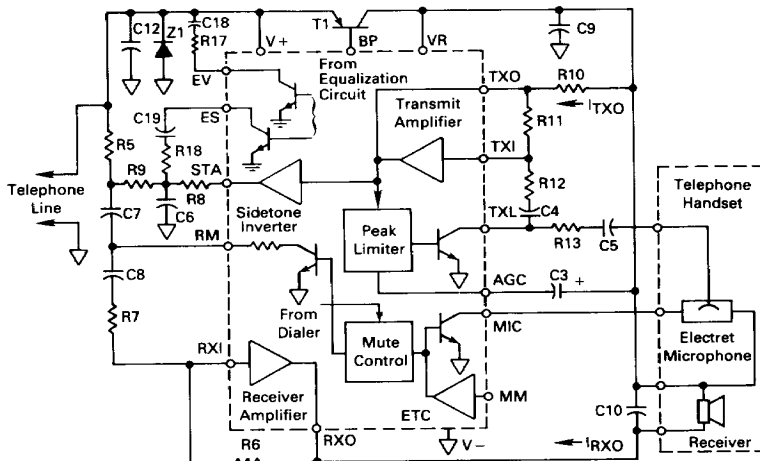 C12
Z1
C18
R17
T1
C9
V+
BP
VR
EV
From
Equalization
Circuit
TXO
R10
ITXO
Transmit
Amplifier
R11
C19
ES
R5
R18
TXI
R9
STA
R12
Telephone
Line
R8
C7
C6
Sidetone
Inverter
TXL
C4
Telephone
Handset
Peak
Limiter
R13
C5
RM
C8
AGC
C3
+
From
Dialer
MIC
R7
Mute
Control
Electret
Microphone
RXI
Receiver
Amplifier
MM
C10
ETC
RXO
V-
IRXO
Receiver
R6